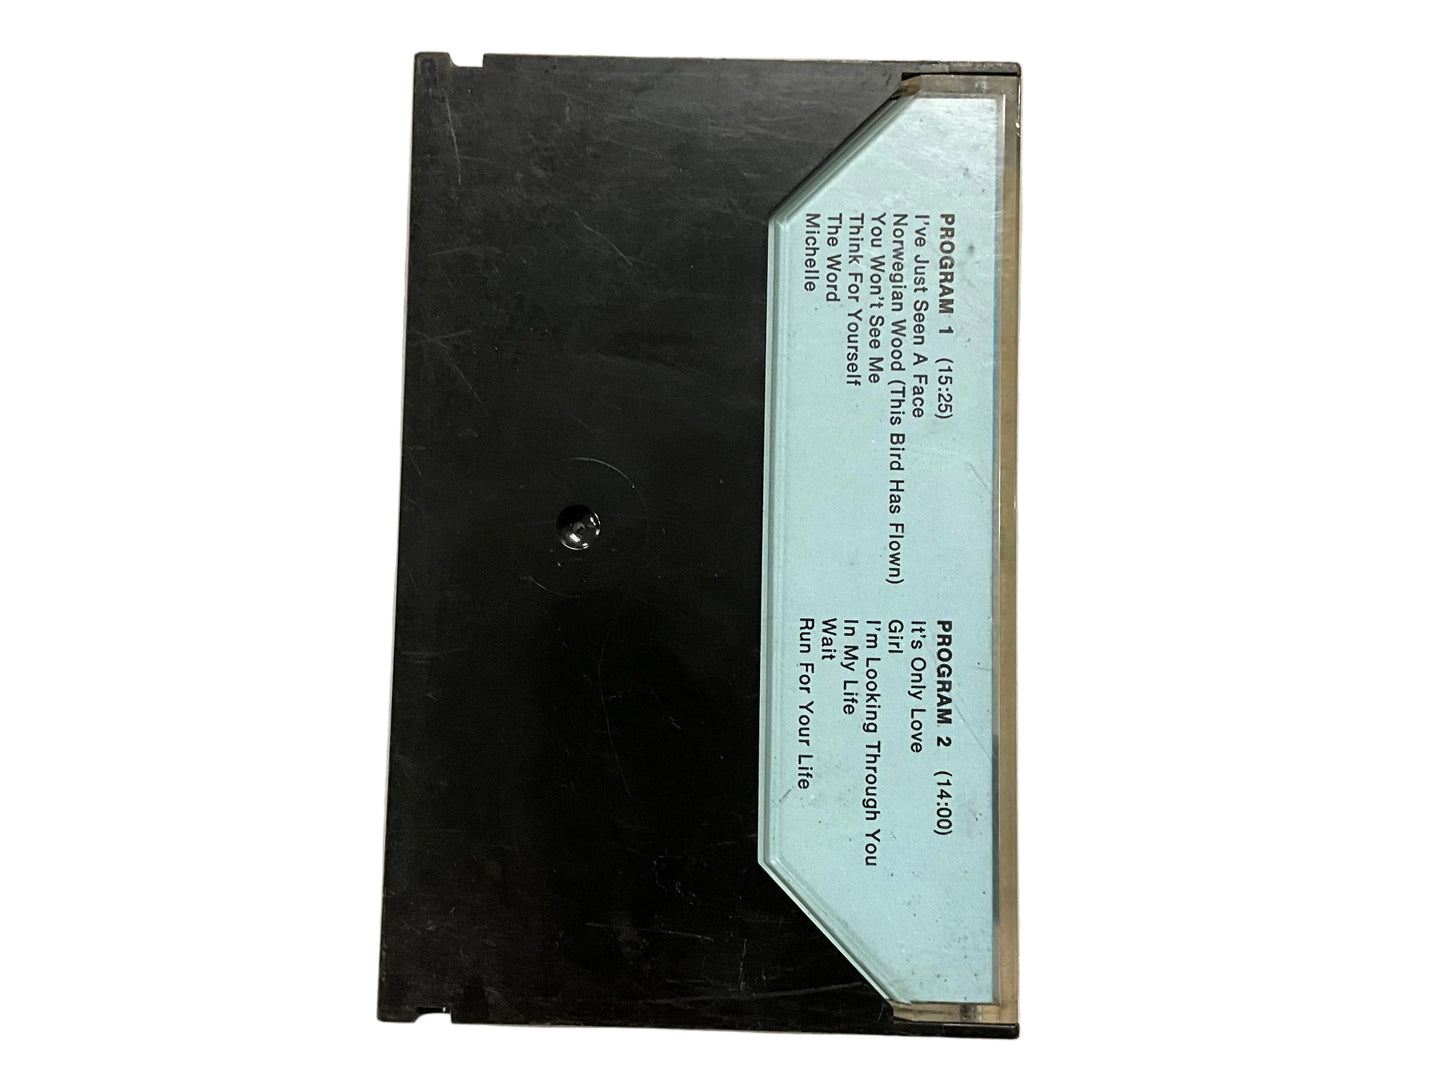 PROGRAM 1 (15:25)
I've Just Seen A Face
Norwegian Wood (This Bird Has Flown)
You Won't See Me
Think For Yourself
The Word
Michelle
PROGRAM 2 (14:00)
It's Only Love
Girl
I'm Looking Through You
In My Life
Wait
Run For Your Life